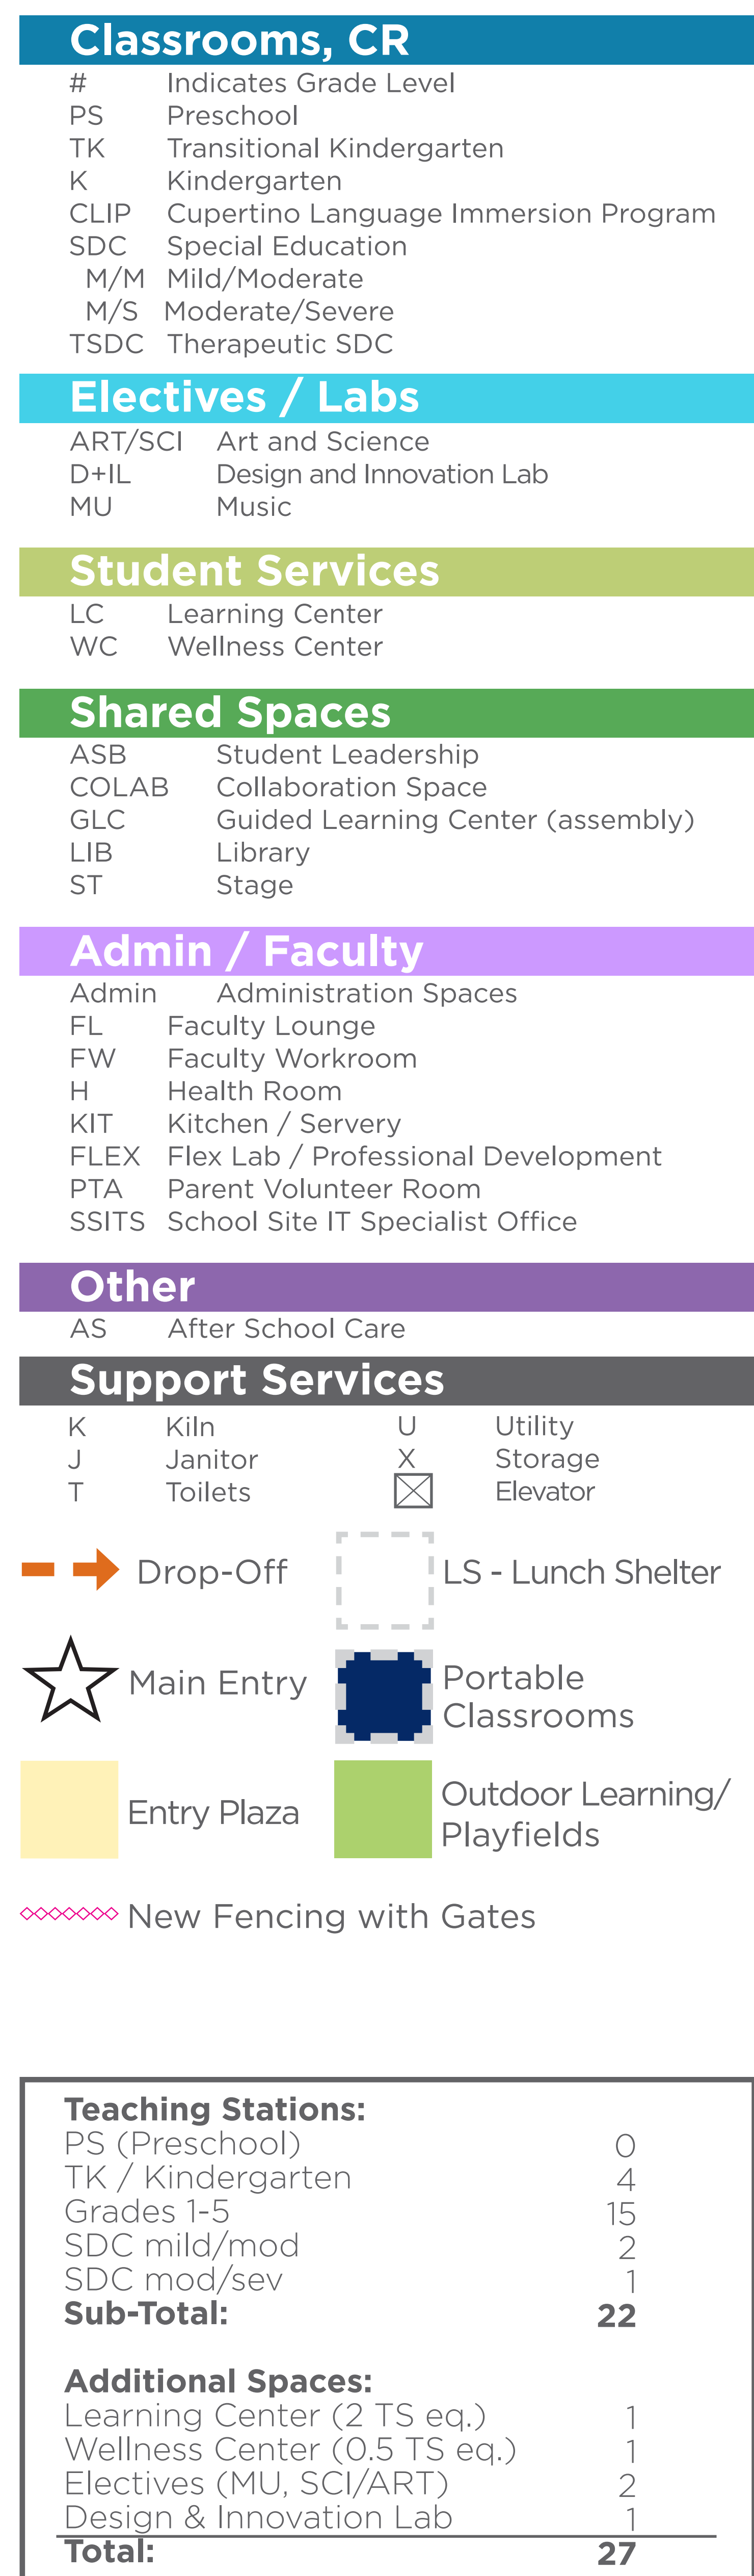 Classrooms, CR
# Indicates Grade Level
PS Preschool
TK Transitional Kindergarten
K Kindergarten
CLIP Cupertino Language Immersion Program
SDC Special Education
M/M Mild/Moderate
M/S Moderate/Severe
TSDC Therapeutic SDC
Electives / Labs
ART/SCI Art and Science
D+IL Design and Innovation Lab
MU Music
Student Services
LC Learning Center
WC Wellness Center
Shared Spaces
ASB Student Leadership
COLAB Collaboration Space
GLC Guided Learning Center (assembly)
LIB Library
ST Stage
Admin / Faculty
Admin Administration Spaces
FL Faculty Lounge
FW Faculty Workroom
H Health Room
KIT Kitchen / Servery
FLEX Flex Lab / Professional Development
PTA Parent Volunteer Room
SSITS School Site IT Specialist Office
Other
AS After School Care
Support Services
K Kiln U Utility
J Janitor X Storage
T Toilets Elevator
Drop-Off LS - Lunch Shelter
Main Entry
Portable
Classrooms
Entry Plaza
Outdoor Learning/
Playfields
New Fencing with Gates
Teaching Stations:
PS (Preschool) 0
TK / Kindergarten 4
Grades 1-5 15
SDC mild/mod 2
SDC mod/sev 1
Sub-Total: 22
Additional Spaces:
Learning Center (2 TS eq.) 1
Wellness Center (0.5 TS eq.) 1
Electives (MU, SCI/ART) 2
Design & Innovation Lab 1
Total: 27